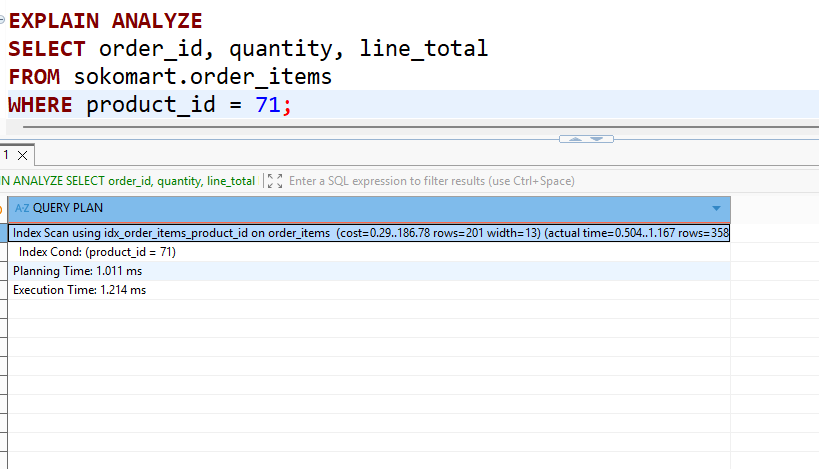 EXPLAIN ANALYZE
SELECT order_id, quantity, line_total
FROM sokomart.order_items
WHERE product_id = 71;
1
IN ANALYZE SELECT order_id, quantity, line_total Enter a SQL expression to filter results (use Ctrl+Space)
A-Z QUERY PLAN
Index Scan using idx_order_items_product_id on order_items (cost=0.29..186.78 rows=201 width=13) (actual time=0.504..1.167 rows=358
Index Cond: (product_id = 71)
Planning Time: 1.011 ms
Execution Time: 1.214 ms